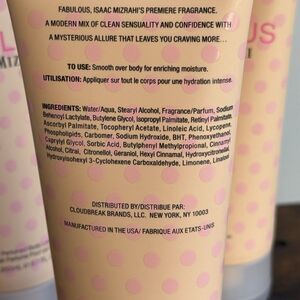 FABULOUS, ISAAC MIZRAHI'S PREMIERE FRAGRANCE.
A MODERN MIX OF CLEAN SENSUALITY AND CONFIDENCE WITH
A MYSTERIOUS ALLURE THAT LEAVES YOU CRAVING MORE...
TO USE: Smooth over body for enriching moisture.
UTILISATION: Appliquer sur tout le corps pour une hydration intense.
INGREDIENTS: Water/Aqua, Stearyl Alcohol, Fragrance/Parfum, Sodium
Behenoyl Lactylate, Butylene Glycol, Isopropyl Palmitate, Retinyl Palmitate,
Ascorbyl Palmitate, Tocopheryl Acetate, Linoleic Acid, Lycopene,
Phospholipids, Carbomer, Sodium Hydroxide, BHT, Phenoxyethanol,
Caprylyl Glycol, Sorbic Acid, Butylphenyl Methylpropional, Cinnamyl
Alcohol, Citral, Citronellol, Geraniol, Hexyl Cinnamal, Hydroxycitronellal,
Hydroxyisohexyl 3-Cyclohexene Carboxaldehyde, Limonene, Linalool
DISTRIBUTED BY/DISTRIBUE PAR:
CLOUDBREAK BRANDS, LLC. NEW YORK, NY 10003
MANUFACTURED IN THE USA/ FABRIQUE AUX ETATS-UNIS